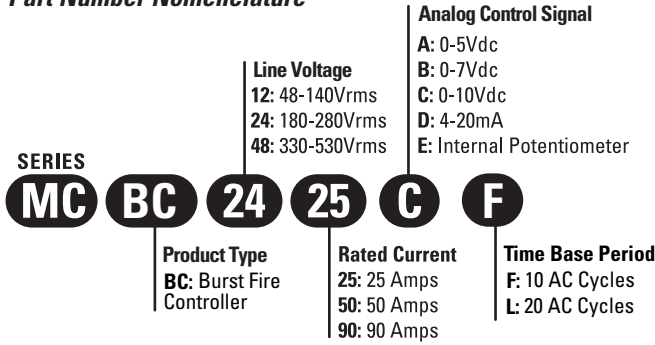 Part Number Nomenclature
Analog Control Signal
A: 0-5Vdc
B: 0-7Vdc
C: 0-10Vdc
D: 4-20mA
E: Internal Potentiometer
Line Voltage
12: 48-140Vrms
24: 180-280Vrms
48: 330-530Vrms
SERIES
MC BC 24 25 C F
Product Type
BC: Burst Fire
Controller
Rated Current
25: 25 Amps
50: 50 Amps
90: 90 Amps
Time Base Period
F: 10 AC Cycles
L: 20 AC Cycles